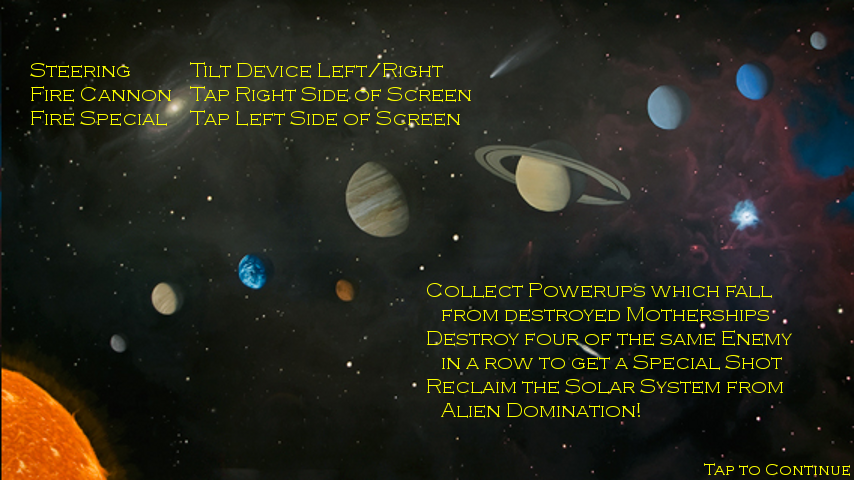 Steering Tilt Device Left/Right
Fire Cannon Tap Right Side of Screen
Fire Special Tap Left Side of Screen
Collect Powerups which fall
from destroyed Motherships
Destroy four of the same Enemy
in a row to get a Special Shot
Reclaim the Solar System from
Alien Domination!
Tap to Continue